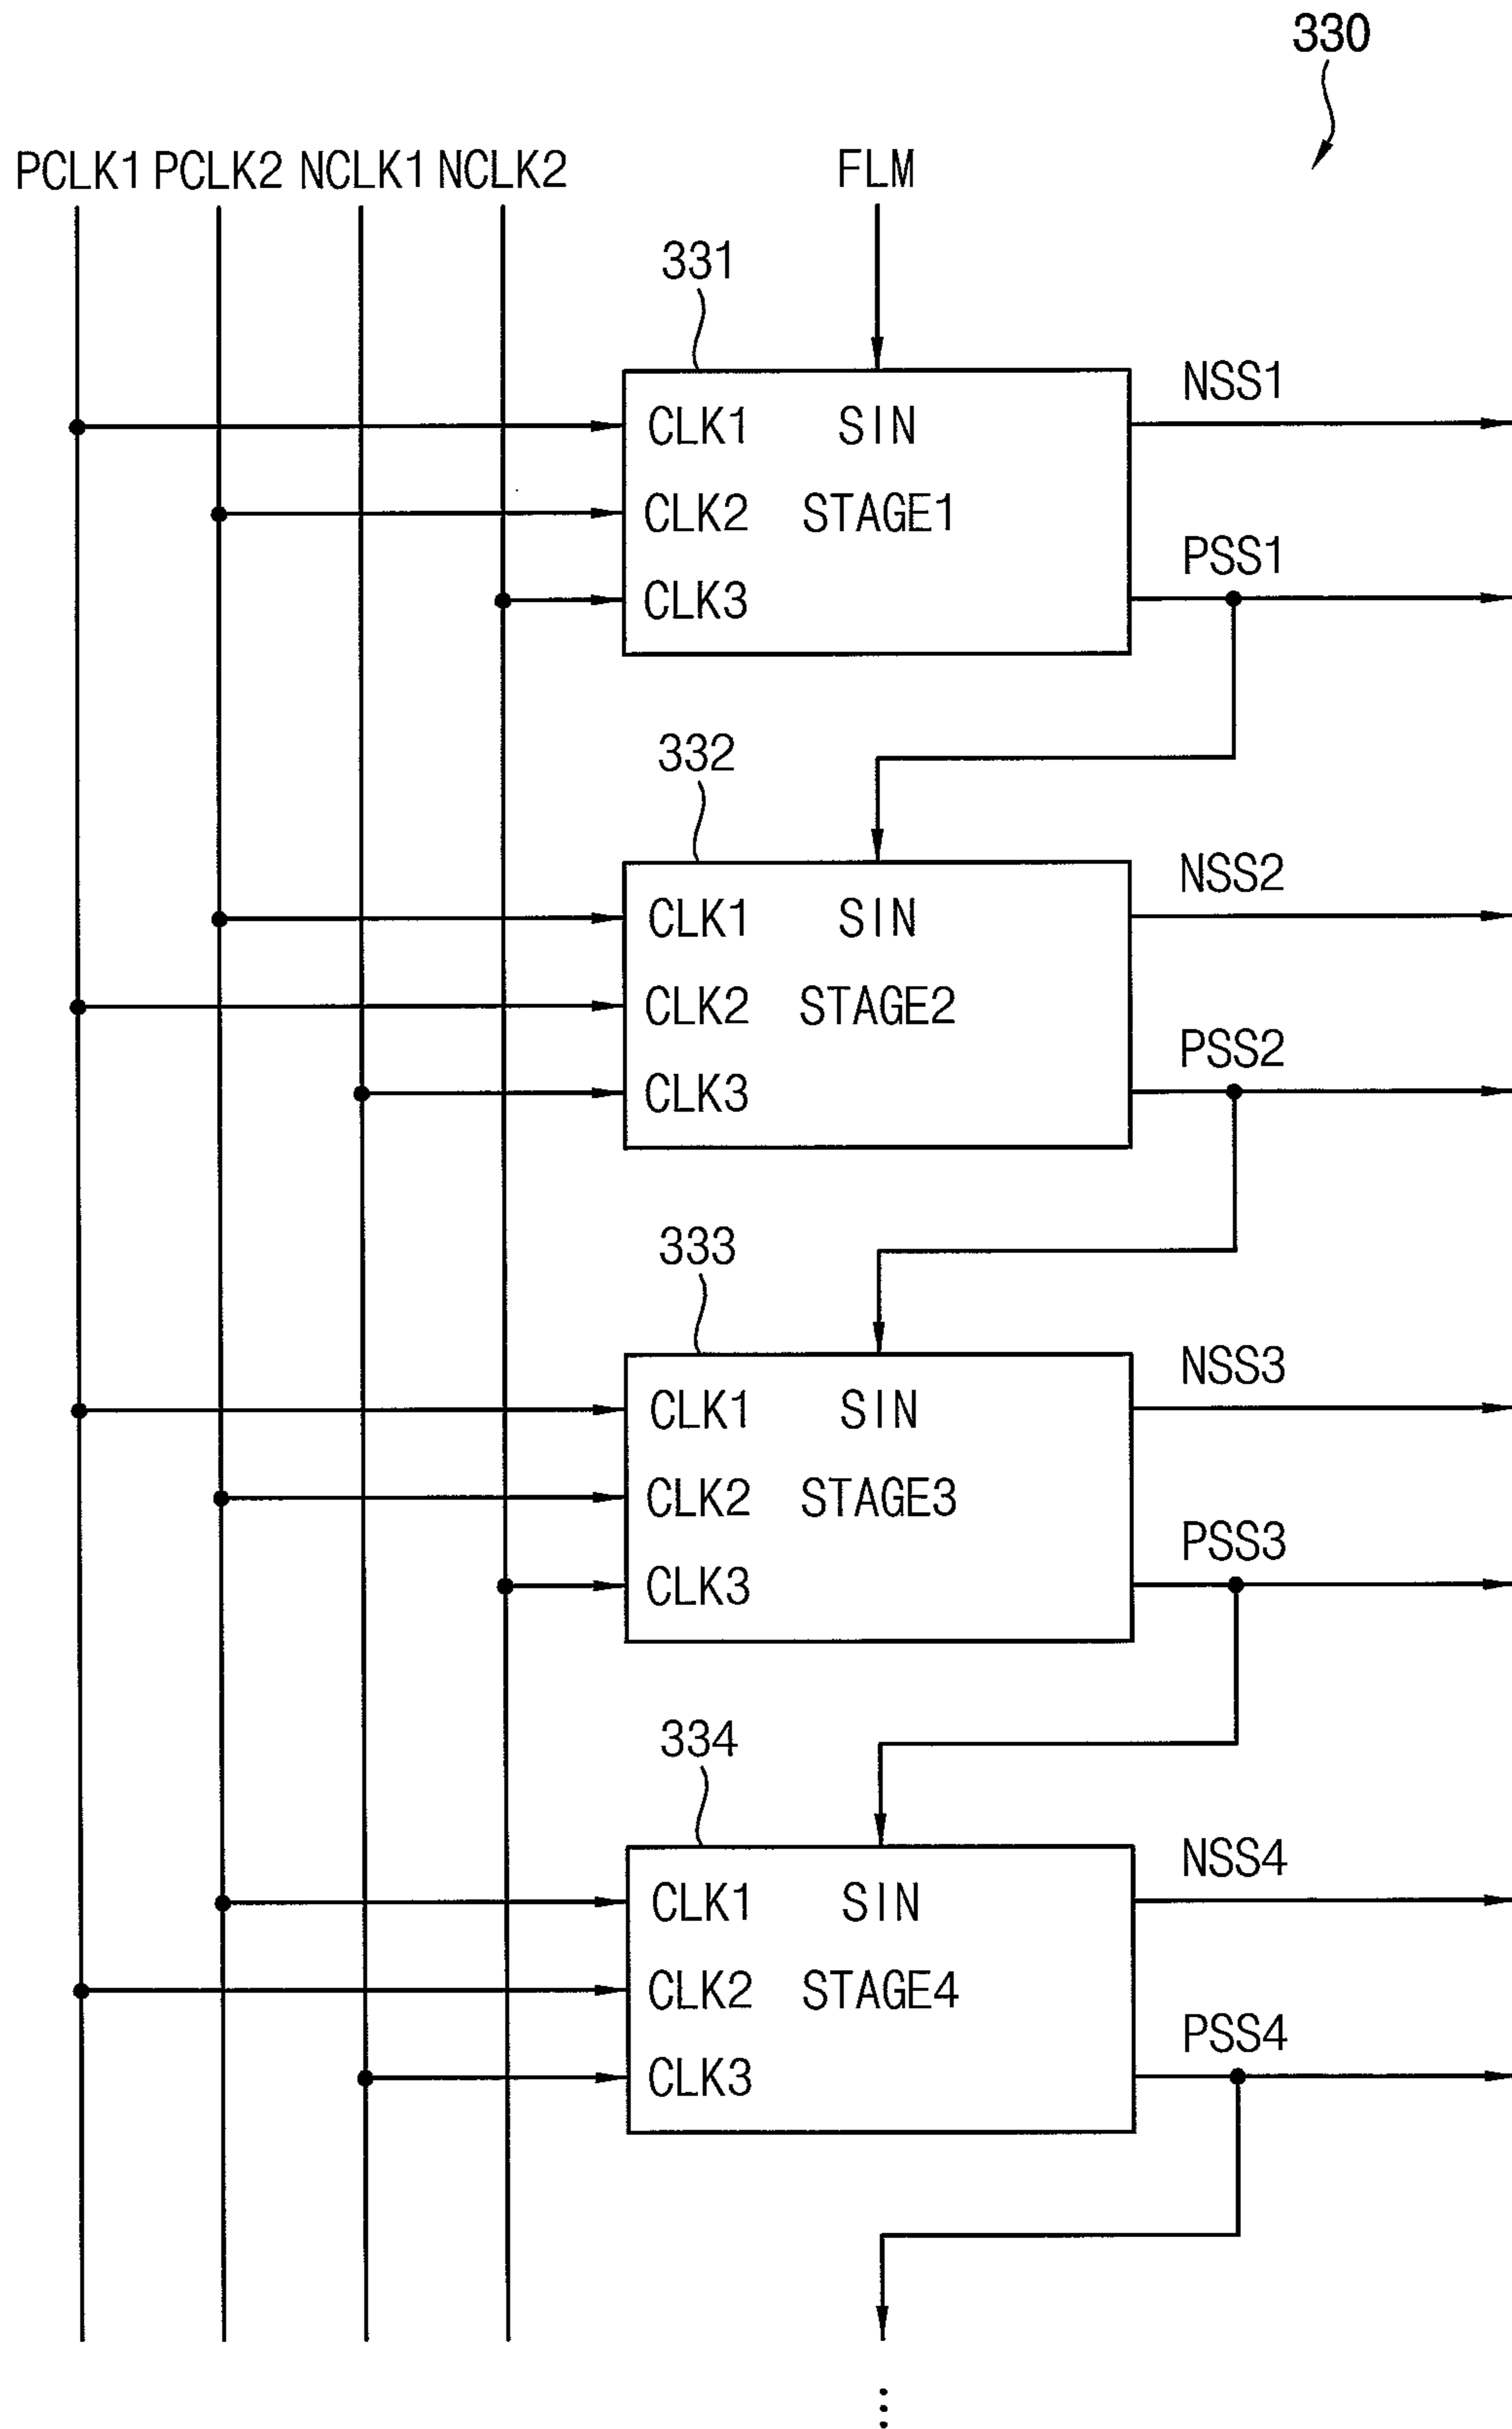 330
PCLK1 PCLK2 NCLK1 NCLK2 FLM
331
NSS1
CLK1 SIN
CLK2 STAGE1
PSS1
CLK3
332
NSS2
CLK1 SIN
CLK2 STAGE2
PSS2
CLK3
333
NSS3
CLK1 SIN
CLK2 STAGE3
PSS3
CLK3
334
NSS4
CLK1 SIN
CLK2 STAGE4
PSS4
CLK3
⋮